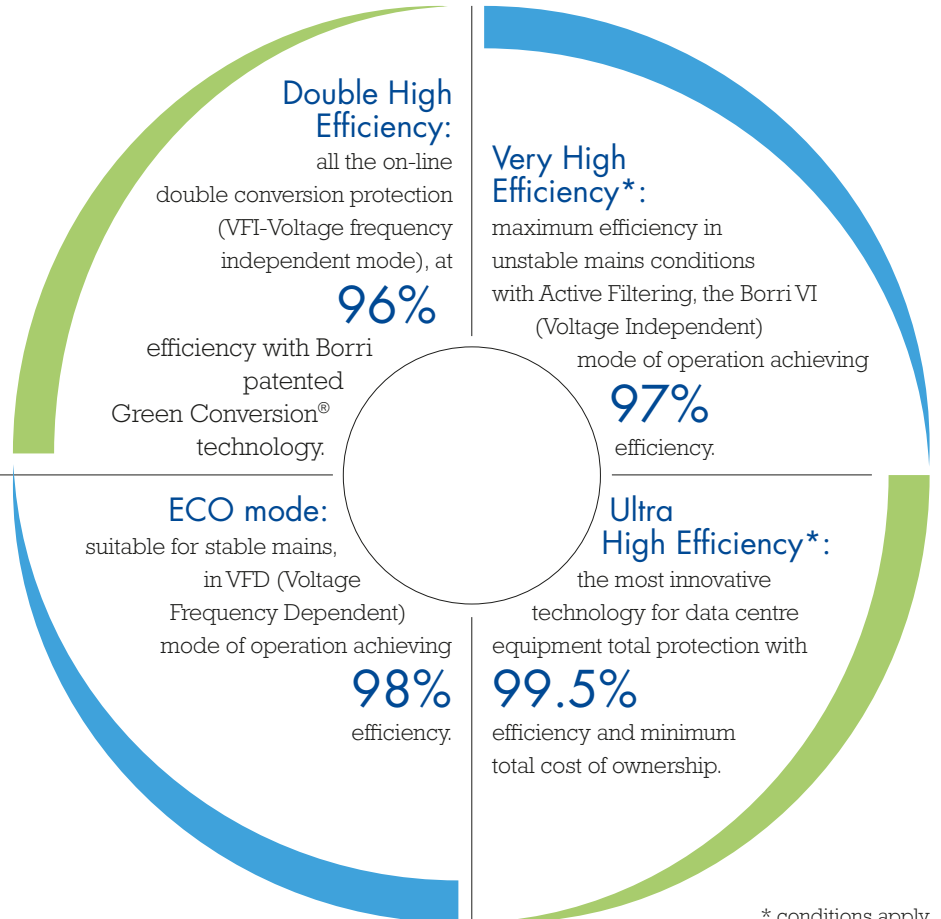 Double High
Efficiency:
all the on-line
double conversion protection
(VFI-Voltage frequency
independent mode), at
96%
efficiency with Borri
patented
Green Conversion®
technology.
Very High
Efficiency*:
maximum efficiency in
unstable mains conditions
with Active Filtering, the Borri VI
(Voltage Independent)
mode of operation achieving
97%
efficiency.
ECO mode:
suitable for stable mains,
in VFD (Voltage
Frequency Dependent)
mode of operation achieving
98%
efficiency.
Ultra
High Efficiency*:
the most innovative
technology for data centre
equipment total protection with
99.5%
efficiency and minimum
total cost of ownership.
* conditions apply